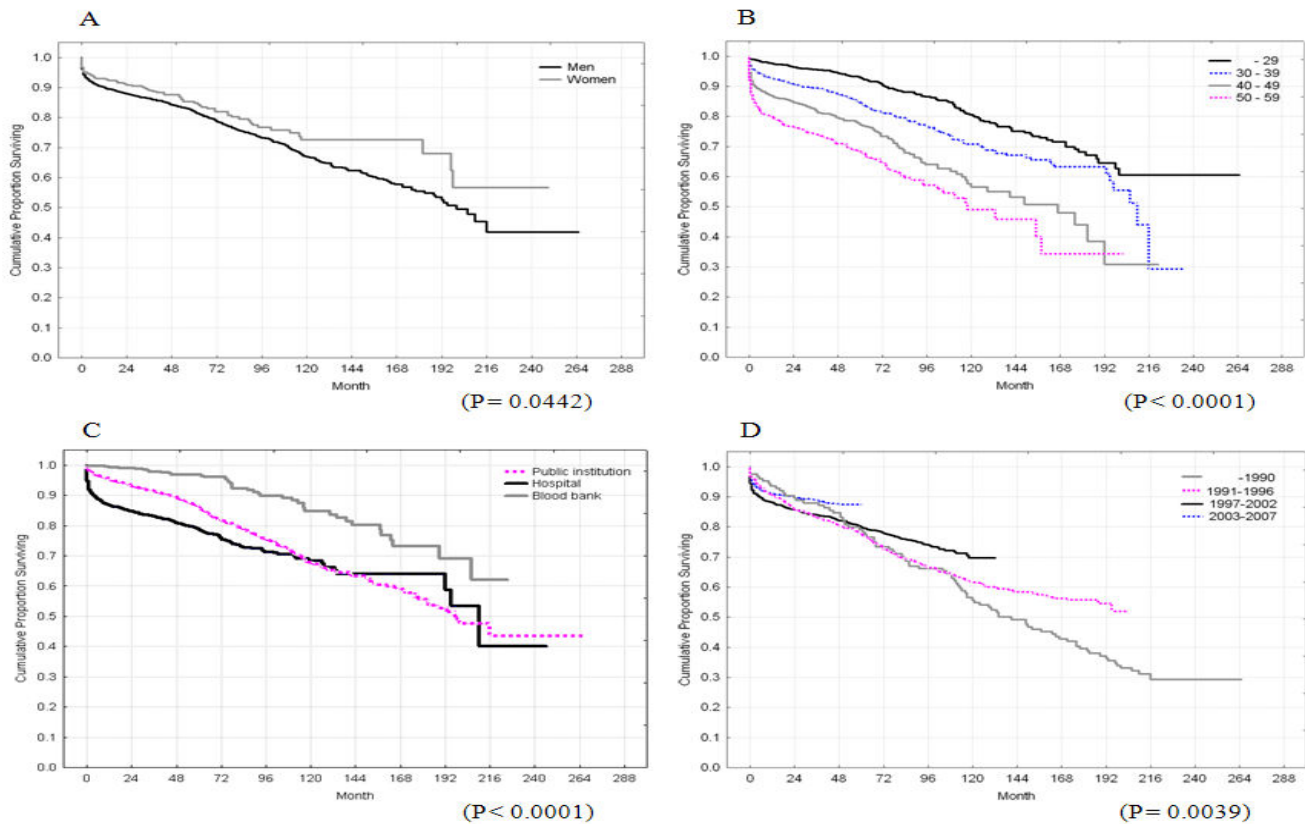 A
Cumulative Proportion Surviving
1.0
0.9
0.8
0.7
0.6
0.5
0.4
0.3
0.2
0.1
0.0
Men
Women
0 24 48 72 96 120 144 168 192 216 240 264 288
Month
(P= 0.0442)
B
Cumulative Proportion Surviving
1.0
0.9
0.8
0.7
0.6
0.5
0.4
0.3
0.2
0.1
0.0
- 29
30 - 39
40 - 49
50 - 59
0 24 48 72 96 120 144 168 192 216 240 264 288
Month
(P< 0.0001)
C
Cumulative Proportion Surviving
1.0
0.9
0.8
0.7
0.6
0.5
0.4
0.3
0.2
0.1
0.0
Public institution
Hospital
Blood bank
0 24 48 72 96 120 144 168 192 216 240 264 288
Month
(P< 0.0001)
D
Cumulative Proportion Surviving
1.0
0.9
0.8
0.7
0.6
0.5
0.4
0.3
0.2
0.1
0.0
-1990
1991-1996
1997-2002
2003-2007
0 24 48 72 96 120 144 168 192 216 240 264 288
Month
(P= 0.0039)